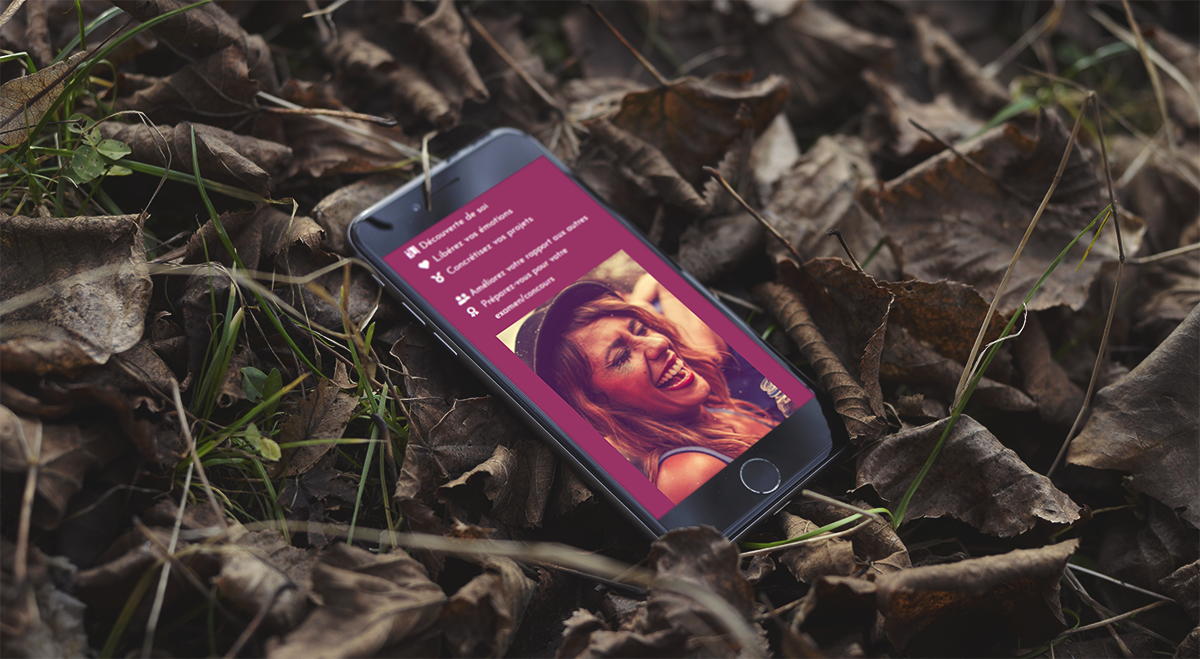 Découverte de soi
Libérez vos émotions
Concrétisez vos projets
Améliorez votre rapport aux autres
Préparez-vous pour votre
examen/concours